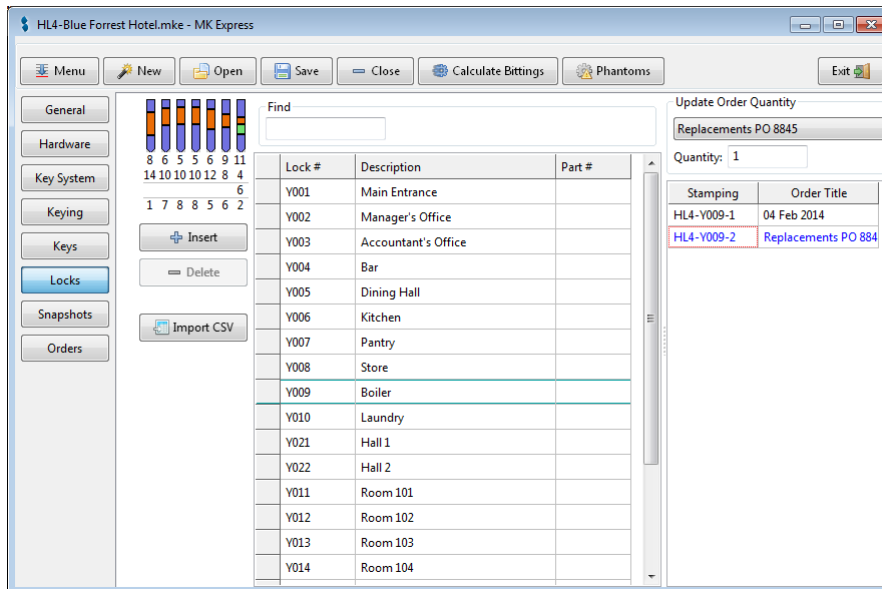 HL4-Blue Forrest Hotel.mke - MK Express
Menu New Open Save Close Calculate Bittings Phantoms Exit
General
Hardware
Key System
Keying
Keys
Locks
Snapshots
Orders
8 6 5 5 6 9 11
14 10 10 10 12 8 4
6
1 7 8 8 5 6 2
Insert
Delete
Import CSV
Find
Lock # Description Part #
Y001 Main Entrance
Y002 Manager's Office
Y003 Accountant's Office
Y004 Bar
Y005 Dining Hall
Y006 Kitchen
Y007 Pantry
Y008 Store
Y009 Boiler
Y010 Laundry
Y021 Hall 1
Y022 Hall 2
Y011 Room 101
Y012 Room 102
Y013 Room 103
Y014 Room 104
Update Order Quantity
Replacements PO 8845
Quantity: 1
Stamping Order Title
HL4-Y009-1 04 Feb 2014
HL4-Y009-2 Replacements PO 884